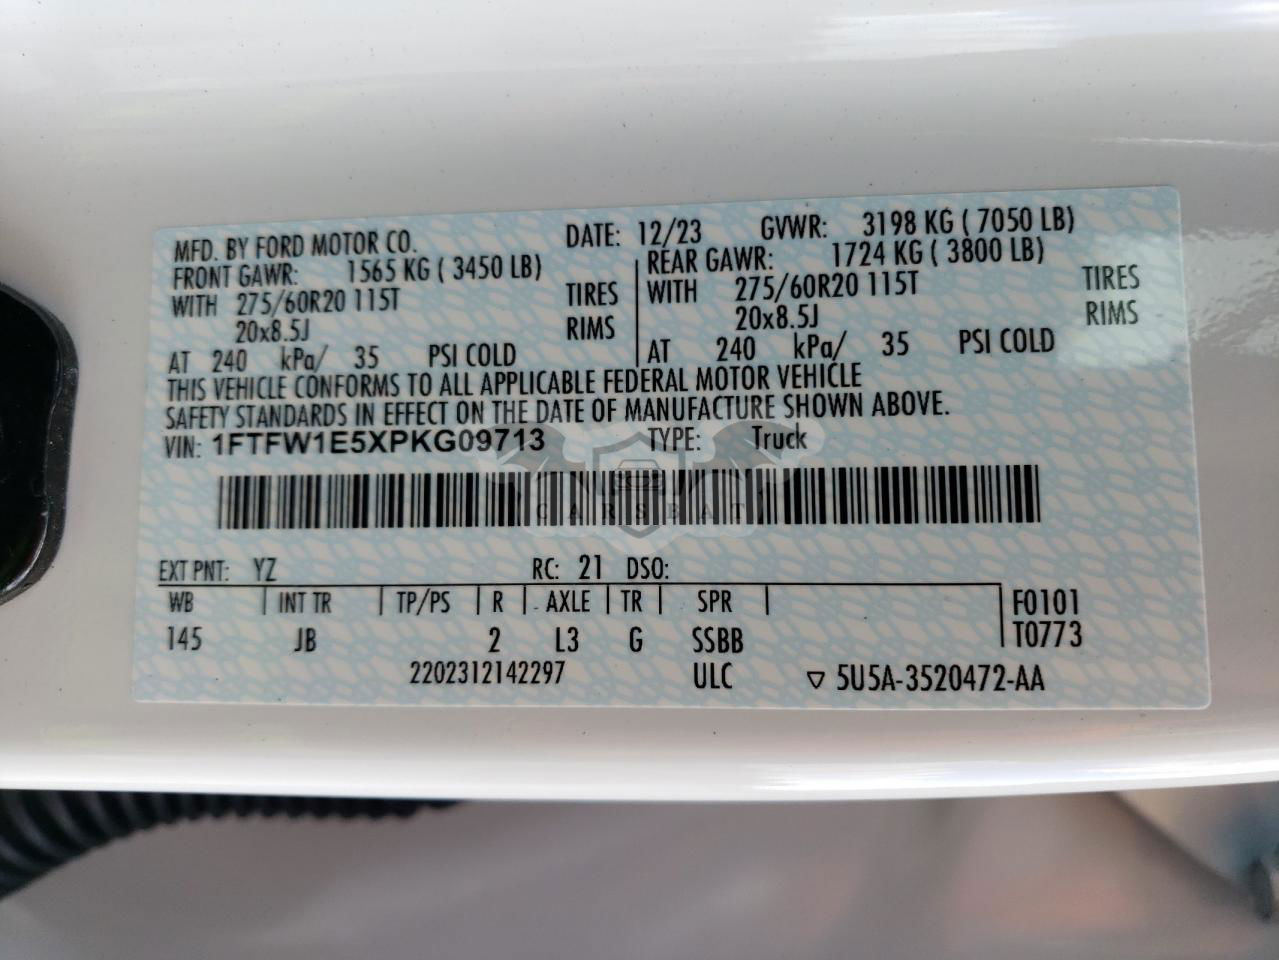 MFD. BY FORD MOTOR CO. DATE: 12/23 GVWR: 3198 KG ( 7050 LB)
FRONT GAWR: 1565 KG ( 3450 LB) REAR GAWR: 1724 KG ( 3800 LB)
WITH 275/60R20 115T TIRES WITH 275/60R20 115T TIRES
20x8.5J RIMS 20x8.5J RIMS
AT 240 kPa/ 35 PSI COLD AT 240 kPa/ 35 PSI COLD
THIS VEHICLE CONFORMS TO ALL APPLICABLE FEDERAL MOTOR VEHICLE
SAFETY STANDARDS IN EFFECT ON THE DATE OF MANUFACTURE SHOWN ABOVE.
VIN: 1FTFW1E5XPKG09713 TYPE: Truck
CARSBAT
EXT PNT: YZ RC: 21 DSO:
WB INT TR TP/PS R AXLE TR SPR F0101
145 JB 2 L3 G SSBB T0773
2202312142297 ULC ▽ 5U5A-3520472-AA